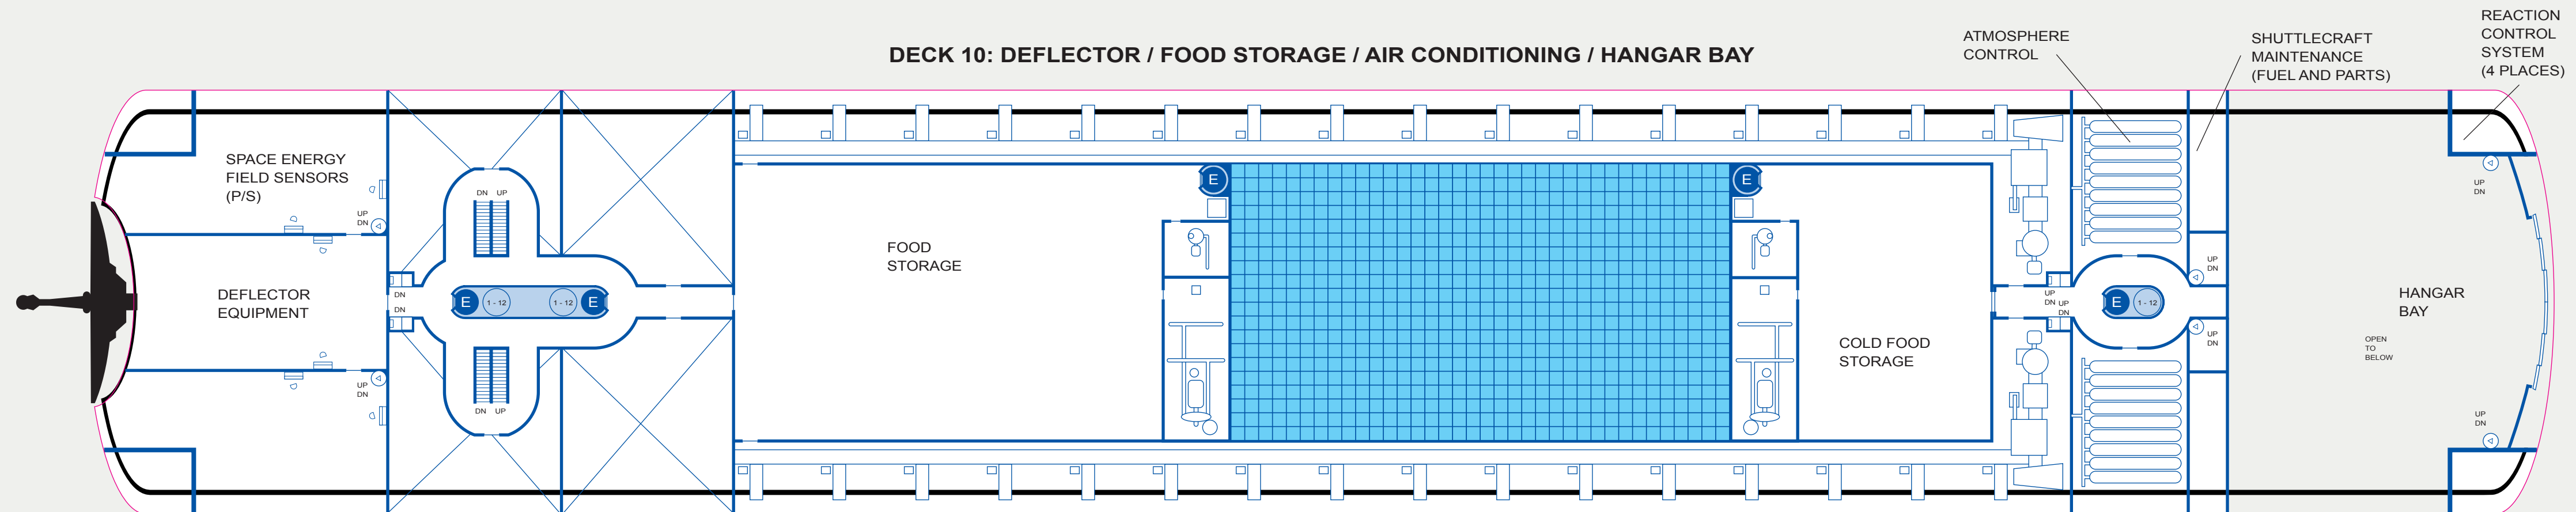 DECK 10: DEFLECTOR / FOOD STORAGE / AIR CONDITIONING / HANGAR BAY
ATMOSPHERE
CONTROL
SHUTTLECRAFT
MAINTENANCE
(FUEL AND PARTS)
REACTION
CONTROL
SYSTEM
(4 PLACES)
SPACE ENERGY
FIELD SENSORS
(P/S)
UP
DN
DEFLECTOR
EQUIPMENT
UP
DN
DN UP
DN
DN
E 1 - 12 1 - 12 E
DN UP
FOOD
STORAGE
E
E
COLD FOOD
STORAGE
UP
DN
UP
DN
E 1 - 12
UP
DN
UP
DN
HANGAR
BAY
OPEN
TO
BELOW
UP
DN
UP
DN